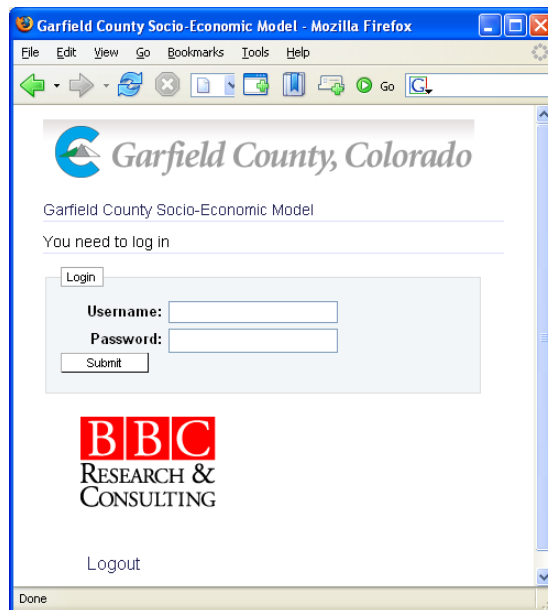 Garfield County Socio-Economic Model - Mozilla Firefox
File Edit View Go Bookmarks Tools Help
Go G
Garfield County, Colorado
Garfield County Socio-Economic Model
You need to log in
Login
Username:
Password:
Submit
BBC
RESEARCH &
CONSULTING
Logout
Done